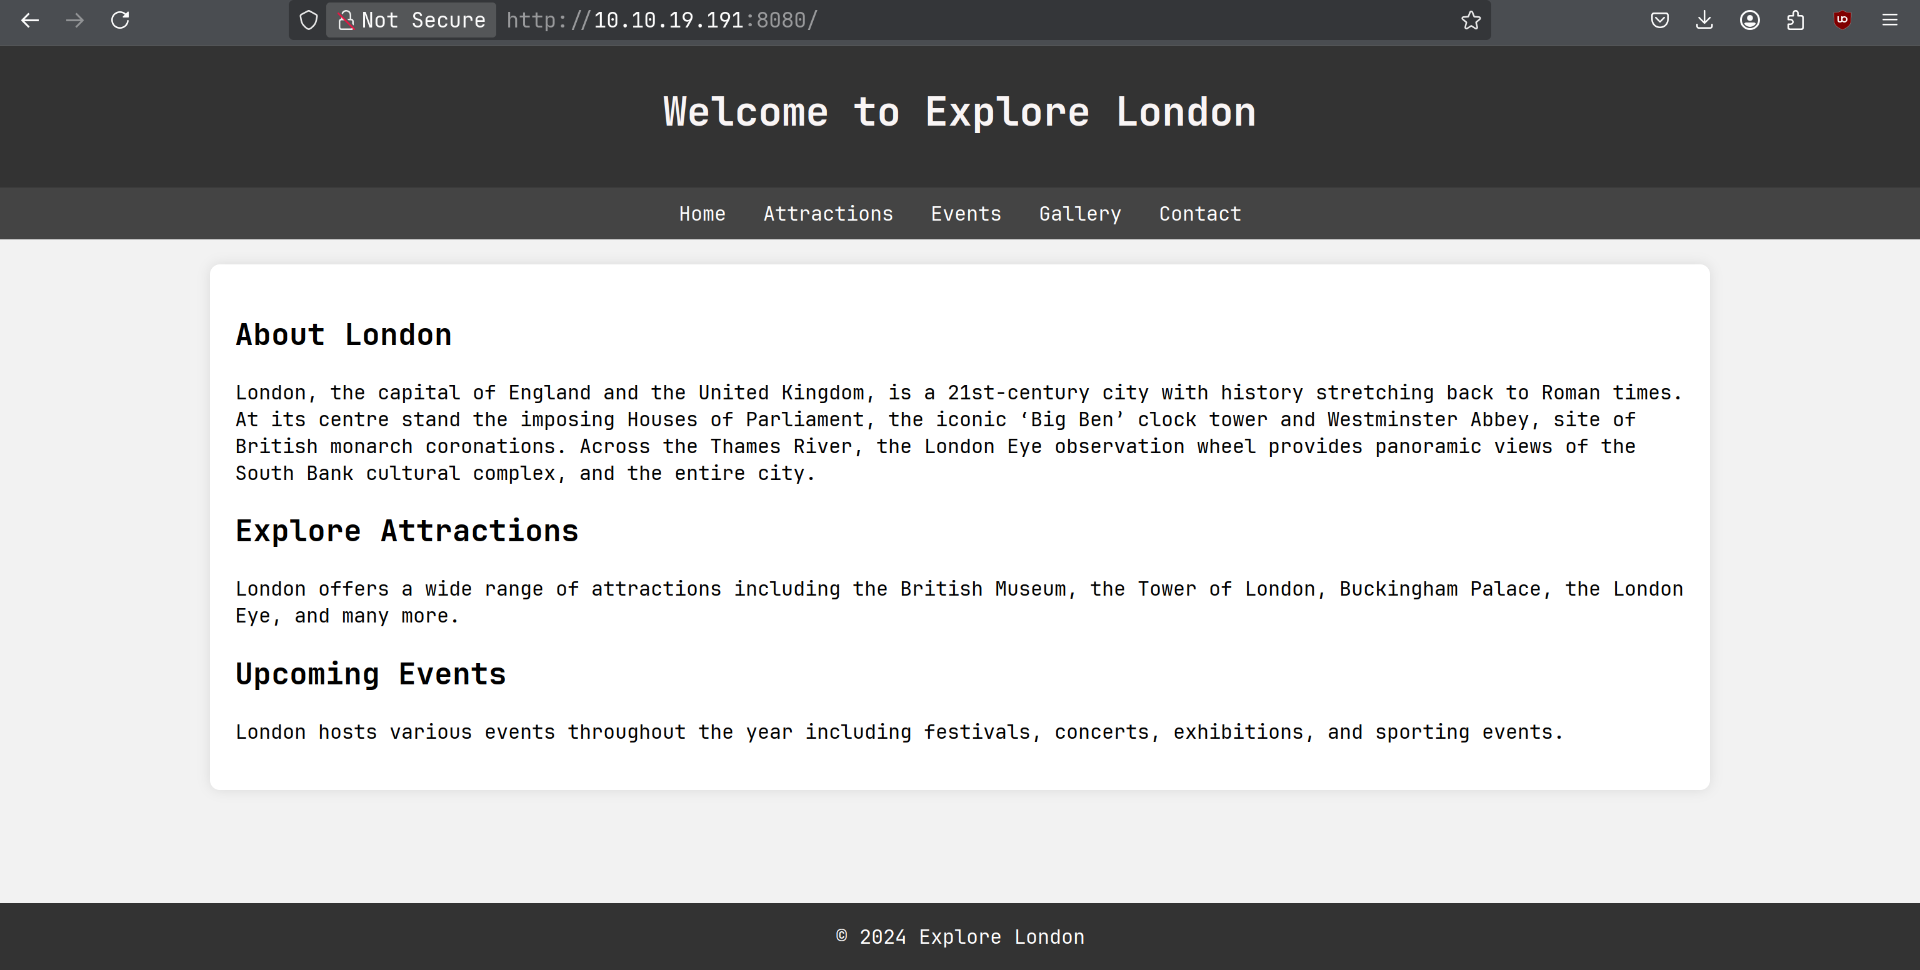 Not Secure http://10.10.19.191:8080/
Welcome to Explore London
Home Attractions Events Gallery Contact
About London
London, the capital of England and the United Kingdom, is a 21st-century city with history stretching back to Roman times.
At its centre stand the imposing Houses of Parliament, the iconic ‘Big Ben’ clock tower and Westminster Abbey, site of
British monarch coronations. Across the Thames River, the London Eye observation wheel provides panoramic views of the
South Bank cultural complex, and the entire city.
Explore Attractions
London offers a wide range of attractions including the British Museum, the Tower of London, Buckingham Palace, the London
Eye, and many more.
Upcoming Events
London hosts various events throughout the year including festivals, concerts, exhibitions, and sporting events.
© 2024 Explore London